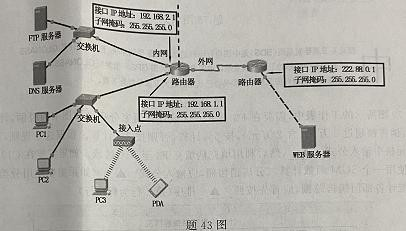 接口 IP 地址: 192.168.2.1
子网掩码: 255.255.255.0
FTP 服务器
交换机
内网
外网
路由器
路由器
接口 IP 地址: 222.88.0.1
子网掩码: 255.255.255.0
DNS 服务器
接口 IP 地址: 192.168.1.1
子网掩码: 255.255.255.0
交换机
PC1
接入点
PC2
WEB 服务器
PC3
PDA
题 43 图